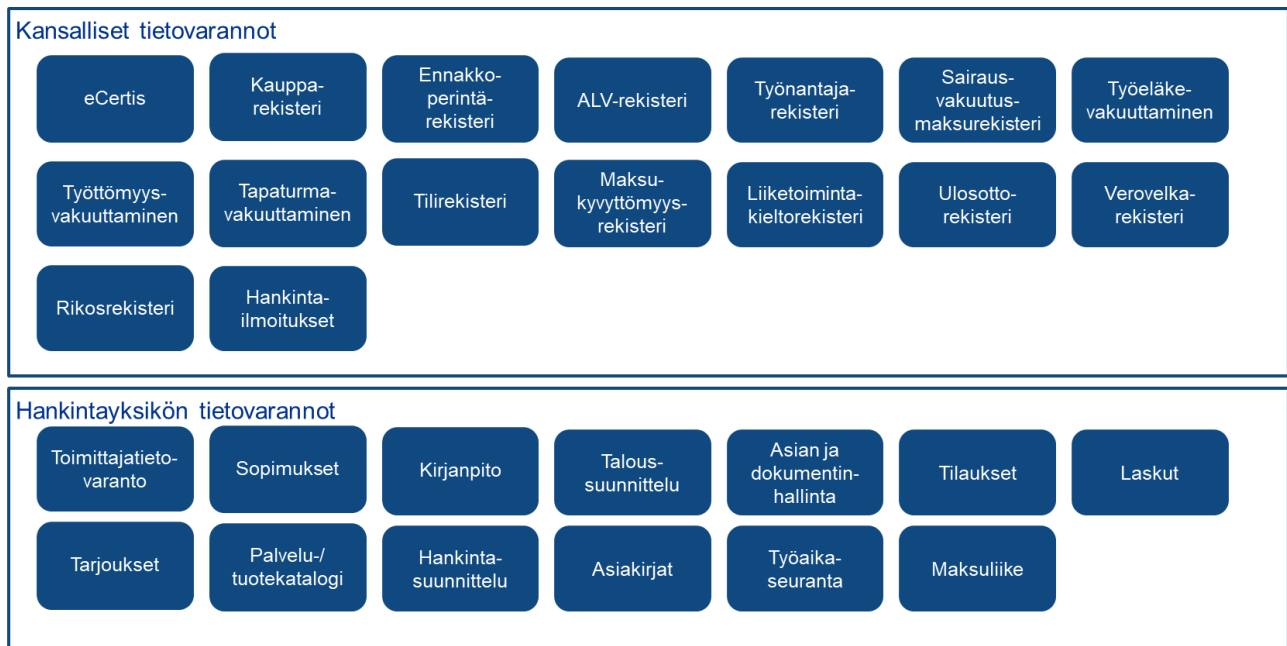 Kansalliset tietovarannot
eCertis
Kauppa-
rekisteri
Ennakko-
perintä-
rekisteri
ALV-rekisteri
Työnantaja-
rekisteri
Sairaus-
vakuutus-
maksurekisteri
Työeläke-
vakuuttaminen
Työttömyys-
vakuuttaminen
Tapaturma-
vakuuttaminen
Tilirekisteri
Maksu-
kyvyttömyys-
rekisteri
Liiketoiminta-
kieltorekisteri
Ulosotto-
rekisteri
Verovelka-
rekisteri
Rikosrekisteri
Hankinta-
ilmoitukset
Hankintayksikön tietovarannot
Toimittajatieto-
varanto
Sopimukset
Kirjanpito
Talous-
suunnittelu
Asian ja
dokumentin-
hallinta
Tilaukset
Laskut
Tarjoukset
Palvelu-/
tuotekatalogi
Hankinta-
suunnittelu
Asiakirjat
Työaika-
seuranta
Maksuliike